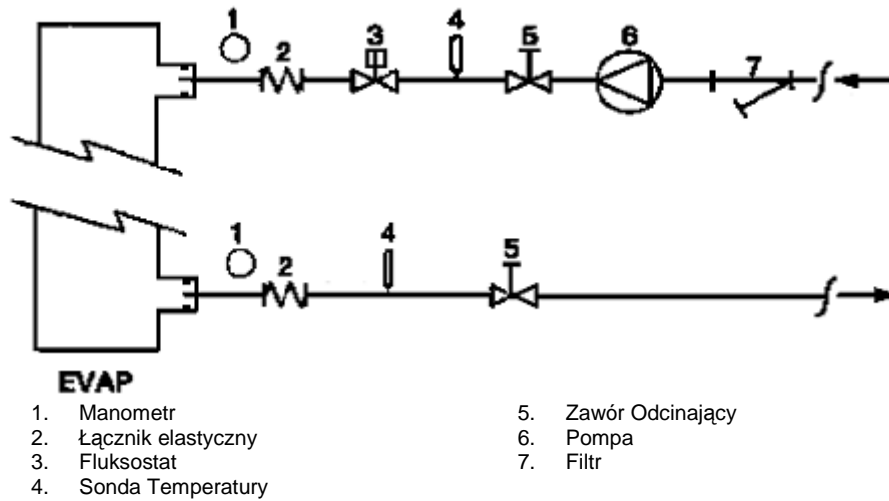 1 2 3 4 5 6 7
1 2 4 5
EVAP
1. Manometr
2. Łącznik elastyczny
3. Fluksostat
4. Sonda Temperatury
5. Zawór Odcinający
6. Pompa
7. Filtr